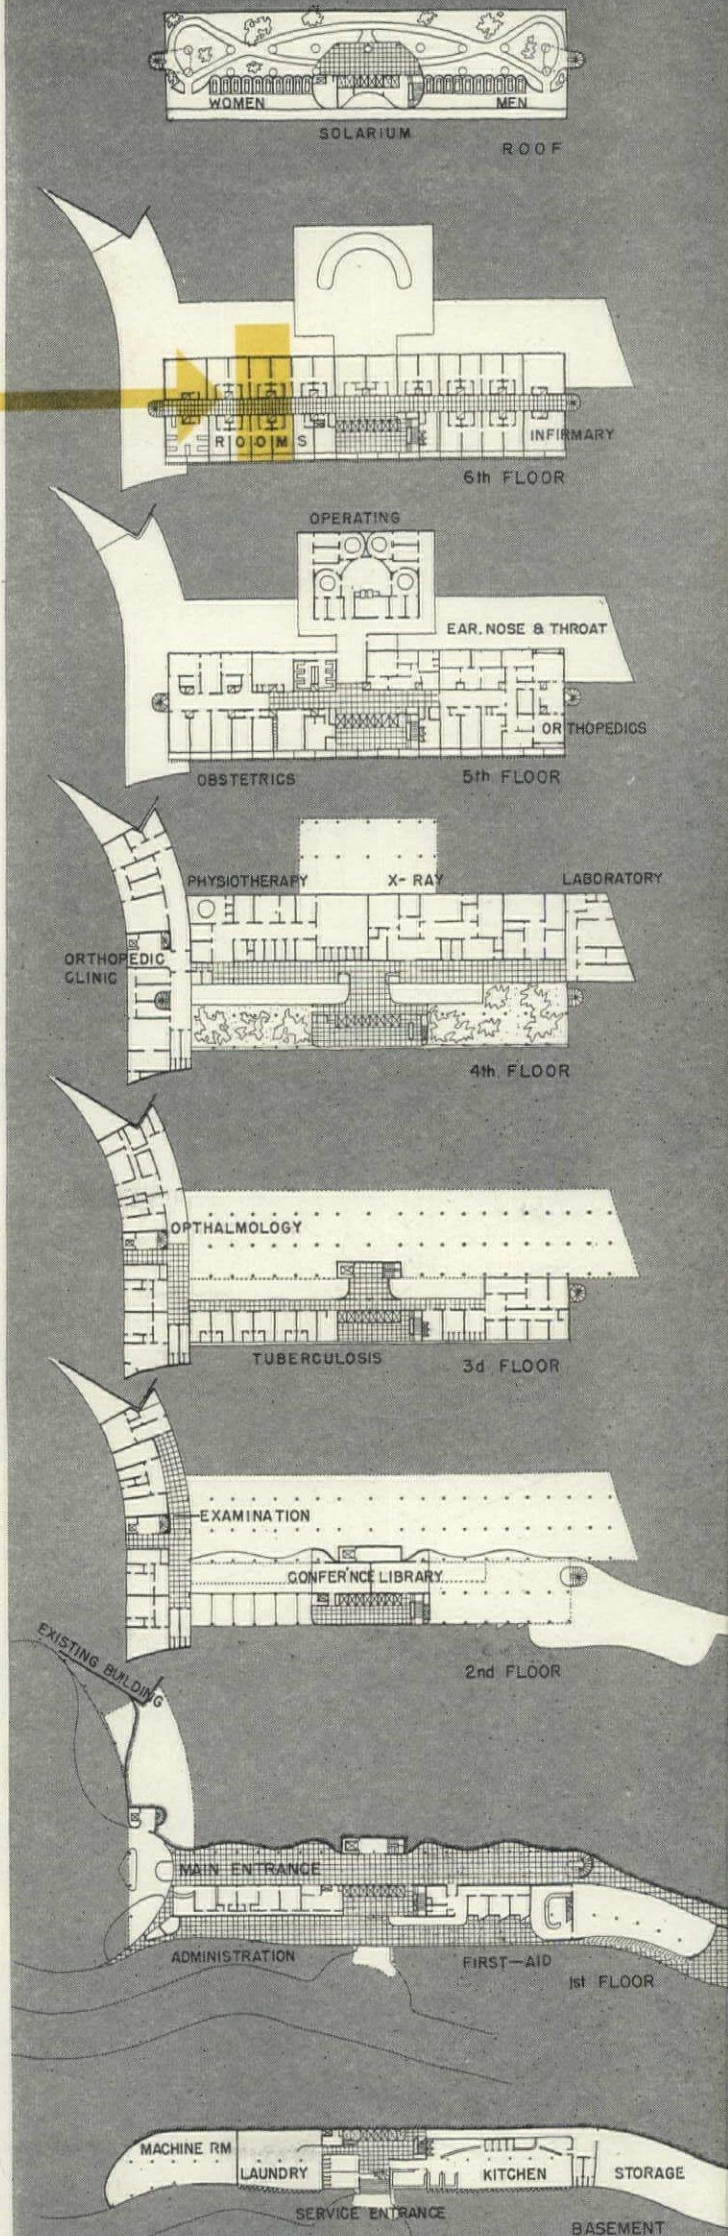 WOMEN
MEN
SOLARIUM
ROOF
ROOMS
INFIRMARY
6th FLOOR
OPERATING
EAR, NOSE & THROAT
ORTHOPEDICS
OBSTETRICS
5th FLOOR
PHYSIOTHERAPY
X-RAY
LABORATORY
ORTHOPEDIC
CLINIC
4th. FLOOR
OPTHALMOLOGY
TUBERCULOSIS
3d FLOOR
EXAMINATION
CONFER'NCE LIBRARY
2nd FLOOR
EXISTING BUILDING
MAIN ENTRANCE
ADMINISTRATION
FIRST-AID
1st FLOOR
MACHINE RM
LAUNDRY
KITCHEN
STORAGE
SERVICE ENTRANCE
BASEMENT